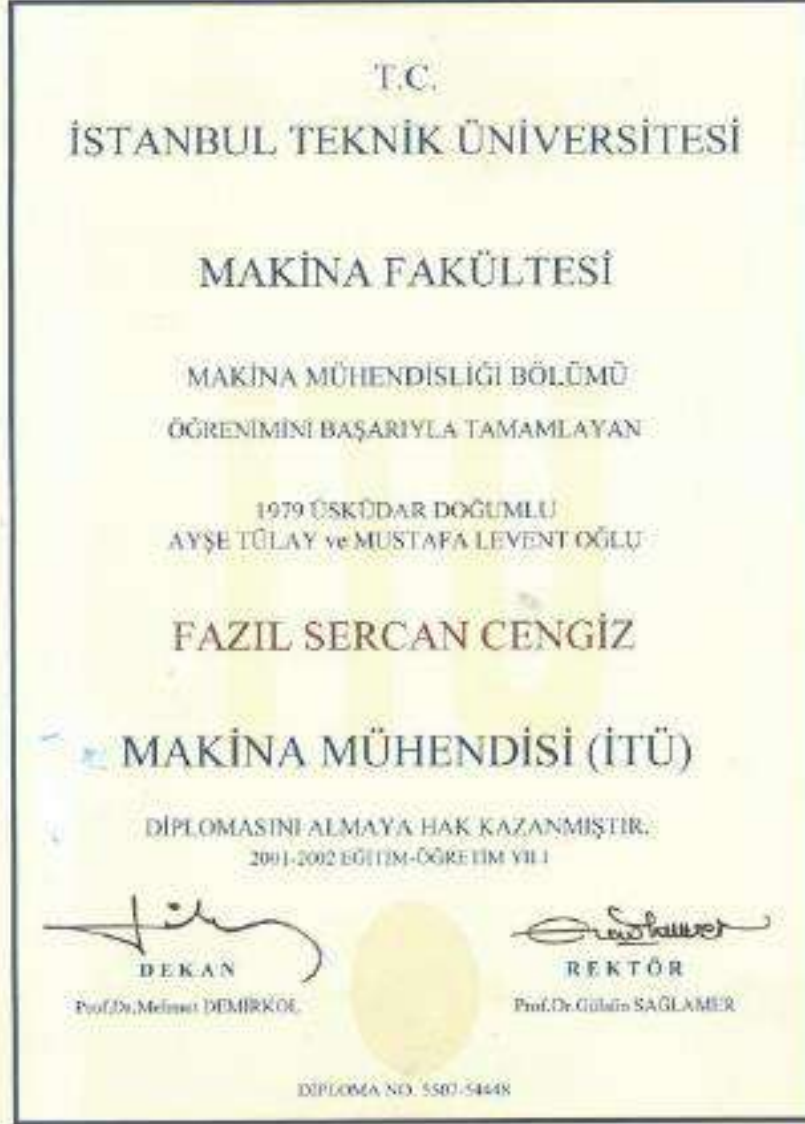 T.C.
İSTANBUL TEKNİK ÜNİVERSİTESİ
MAKİNA FAKÜLTESİ
MAKİNA MÜHENDİSLİĞİ BÖLÜMÜ
ÖĞRENİMİNİ BAŞARIYLA TAMAMLAYAN
1979 ÜSKÜDAR DOĞUMLU
AYŞE TÜLAY ve MUSTAFA LEVENT OĞLU
FAZIL SERCAN CENGİZ
MAKİNA MÜHENDİSİ (İTÜ)
DİPLOMASINI ALMAYA HAK KAZANMIŞTIR.
2001-2002 EĞİTİM-ÖĞRETİM YILI
DEKAN
Prof.Dr.Mehmet DEMİRKOL
REKTÖR
Prof.Dr.Gülsün SAĞLAMER
DİPLOMA NO. 5507-54448